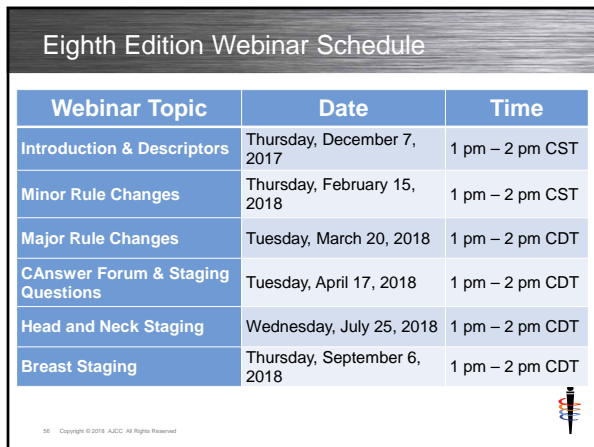 Eighth Edition Webinar Schedule
Webinar Topic Date Time
Introduction & Descriptors Thursday, December 7, 2017 1 pm – 2 pm CST
Minor Rule Changes Thursday, February 15, 2018 1 pm – 2 pm CST
Major Rule Changes Tuesday, March 20, 2018 1 pm – 2 pm CDT
CAnswer Forum & Staging Questions Tuesday, April 17, 2018 1 pm – 2 pm CDT
Head and Neck Staging Wednesday, July 25, 2018 1 pm – 2 pm CDT
Breast Staging Thursday, September 6, 2018 1 pm – 2 pm CDT
56 Copyright © 2018 AJCC All Rights Reserved